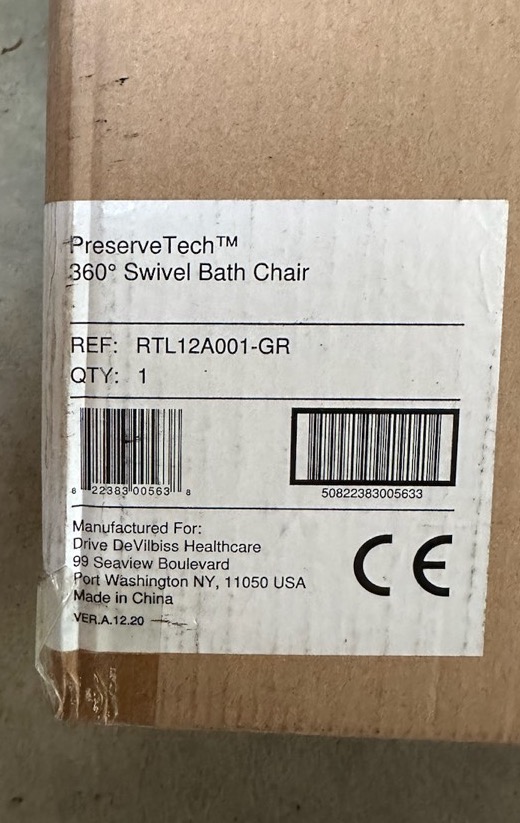 PreserveTech™
360° Swivel Bath Chair
REF: RTL12A001-GR
QTY: 1
8 22383 00563 8
50822383005633
Manufactured For:
Drive DeVilbiss Healthcare
99 Seaview Boulevard
Port Washington NY, 11050 USA
Made in China
VER.A.12.20
CE